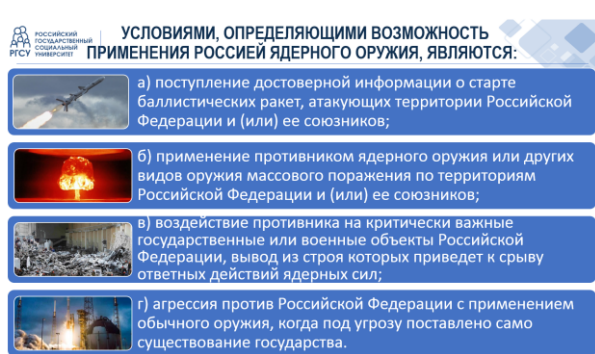 РОССИЙСКИЙ
ГОСУДАРСТВЕННЫЙ
СОЦИАЛЬНЫЙ
РГСУ УНИВЕРСИТЕТ
УСЛОВИЯМИ, ОПРЕДЕЛЯЮЩИМИ ВОЗМОЖНОСТЬ
ПРИМЕНЕНИЯ РОССИЕЙ ЯДЕРНОГО ОРУЖИЯ, ЯВЛЯЮТСЯ:
а) поступление достоверной информации о старте
баллистических ракет, атакующих территории Российской
Федерации и (или) ее союзников;
б) применение противником ядерного оружия или других
видов оружия массового поражения по территориям
Российской Федерации и (или) ее союзников;
в) воздействие противника на критически важные
государственные или военные объекты Российской
Федерации, вывод из строя которых приведет к срыву
ответных действий ядерных сил;
г) агрессия против Российской Федерации с применением
обычного оружия, когда под угрозу поставлено само
существование государства.